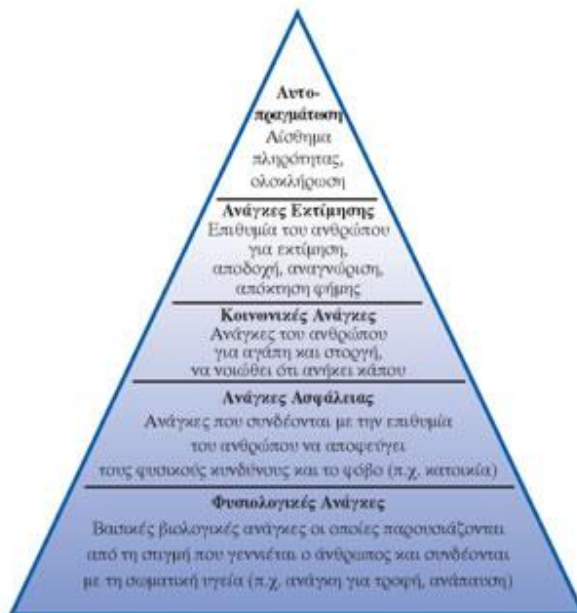 Αυτο-
πραγμάτωση
Αίσθημα
πληρότητας,
ολοκλήρωση
Ανάγκες Εκτίμησης
Επιθυμία του ανθρώπου
για εκτίμηση,
αποδοχή, αναγνώριση,
απόκτηση φήμης
Κοινωνικές Ανάγκες
Ανάγκες του ανθρώπου
για αγάπη και στοργή,
να νοιώθει ότι ανήκει κάπου
Ανάγκες Ασφάλειας
Ανάγκες που συνδέονται με την επιθυμία
του ανθρώπου να αποφεύγει
τους φυσικούς κινδύνους και το φόβο (π.χ. κατοικία)
Φυσιολογικές Ανάγκες
Βασικές βιολογικές ανάγκες οι οποίες παρουσιάζονται
από τη στιγμή που γεννιέται ο άνθρωπος και συνδέονται
με τη σωματική υγεία (π.χ. ανάγκη για τροφή, ανάπαυση)